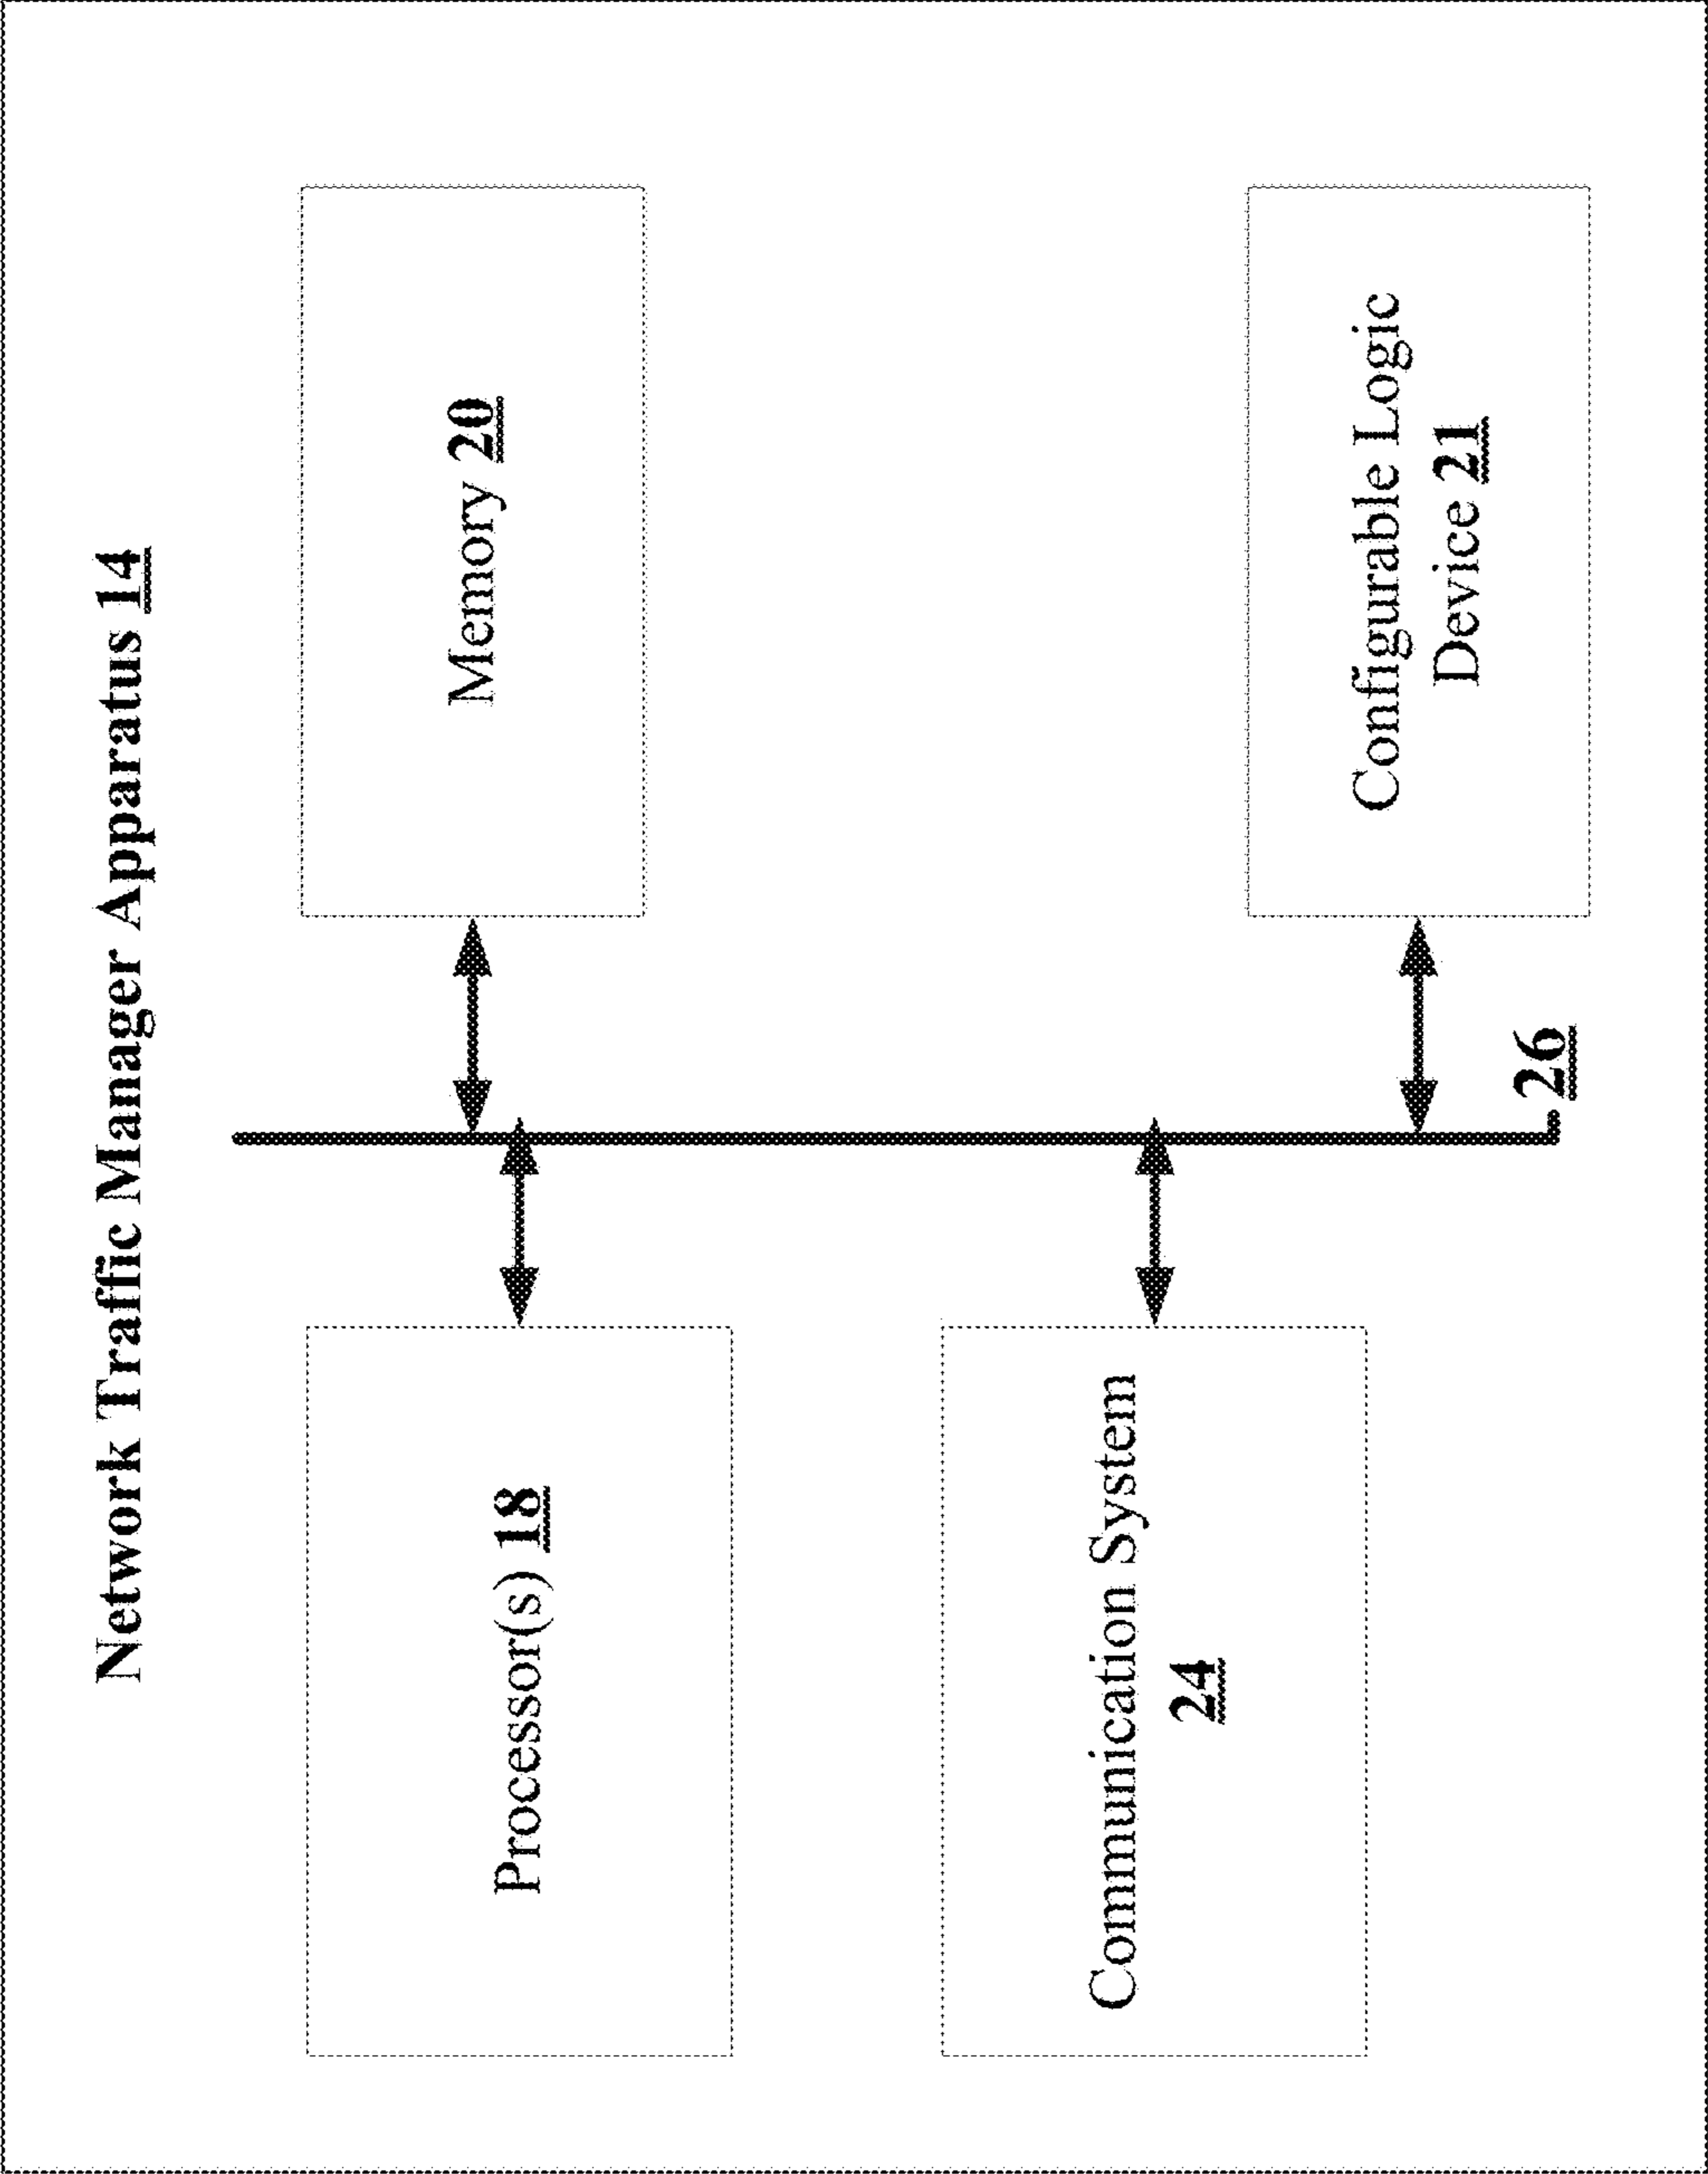 Network Traffic Manager Apparatus 14
Processor(s) 18
Memory 20
Communication System
24
Configurable Logic
Device 21
26